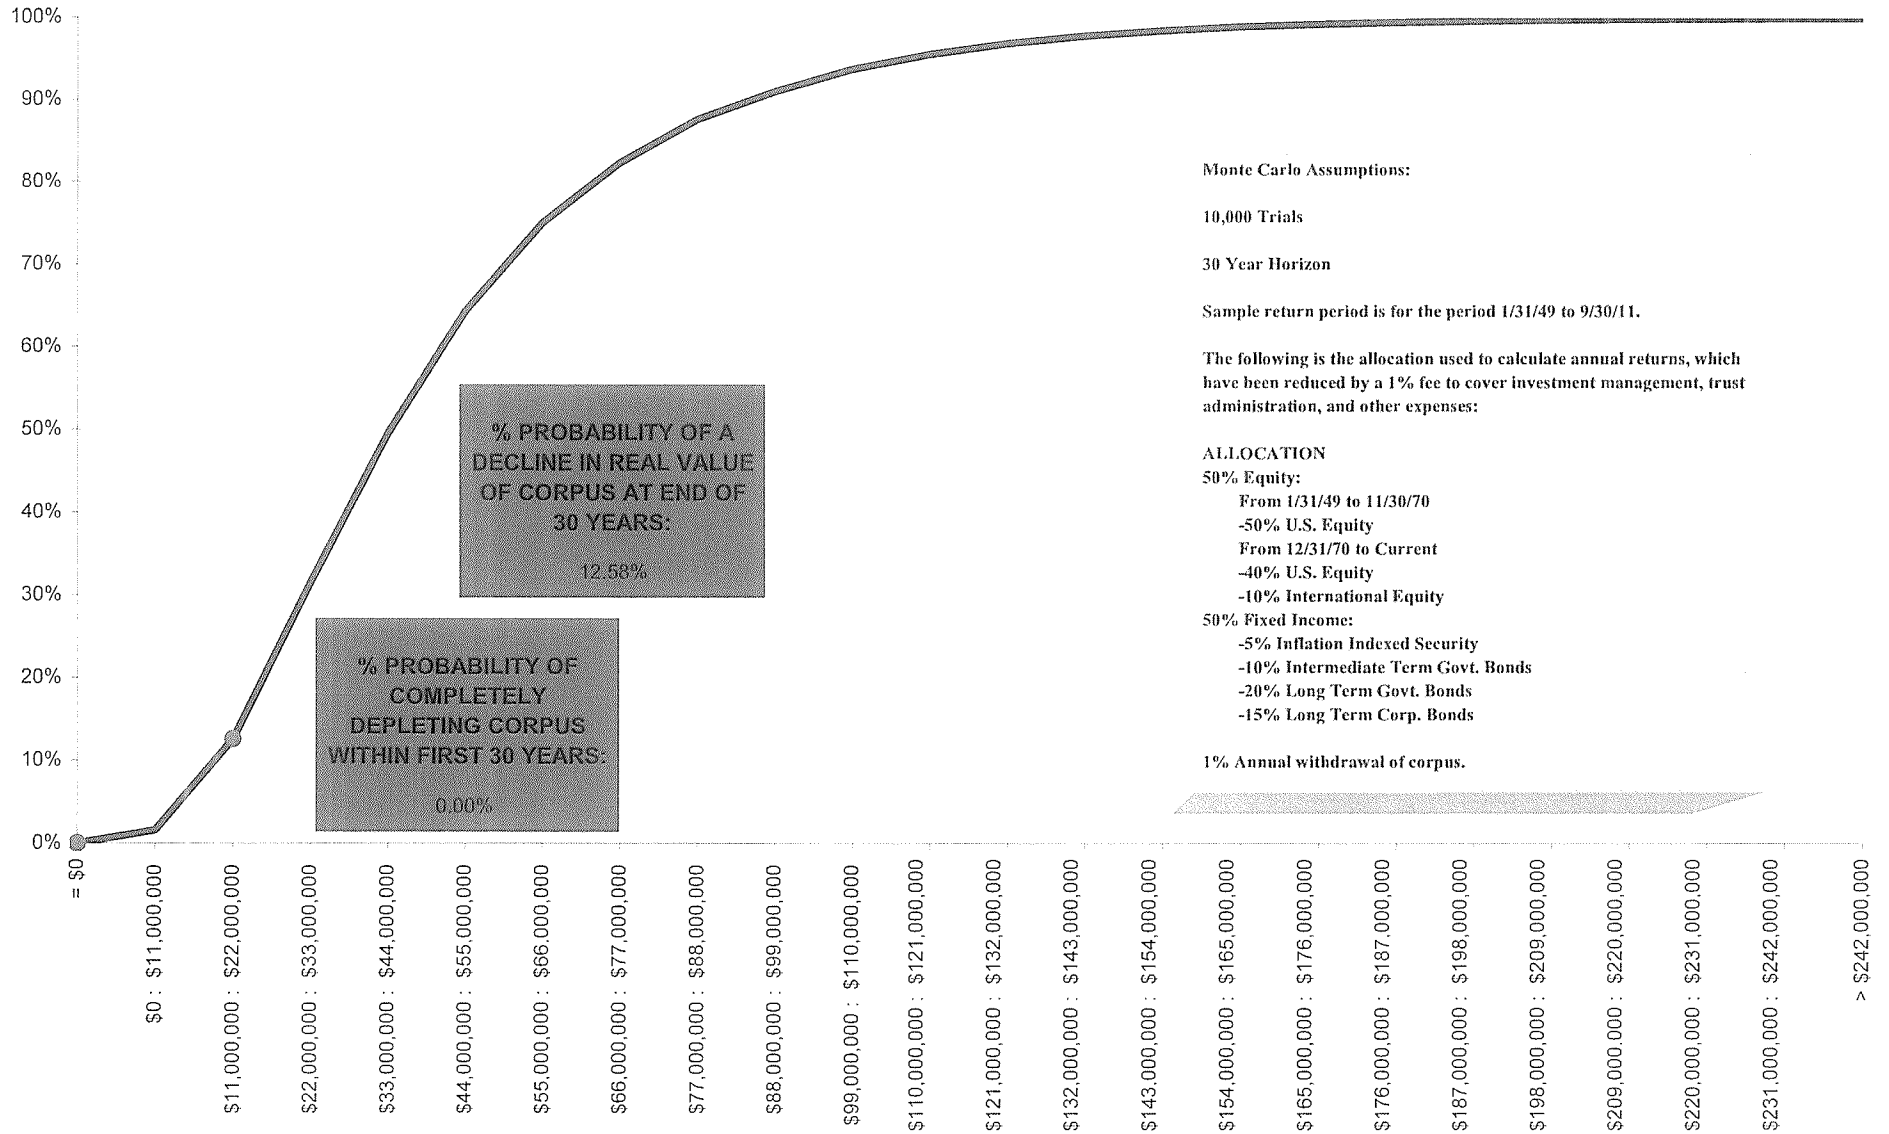 100%
90%
80%
70%
60%
50%
40%
30%
20%
10%
0%
Monte Carlo Assumptions:
10,000 Trials
30 Year Horizon
Sample return period is for the period 1/31/49 to 9/30/11.
The following is the allocation used to calculate annual returns, which
have been reduced by a 1% fee to cover investment management, trust
administration, and other expenses:
ALLOCATION
50% Equity:
From 1/31/49 to 11/30/70
-50% U.S. Equity
From 12/31/70 to Current
-40% U.S. Equity
-10% International Equity
50% Fixed Income:
-5% Inflation Indexed Security
-10% Intermediate Term Govt. Bonds
-20% Long Term Govt. Bonds
-15% Long Term Corp. Bonds
1% Annual withdrawal of corpus.
% PROBABILITY OF A
DECLINE IN REAL VALUE
OF CORPUS AT END OF
30 YEARS:
12.58%
% PROBABILITY OF
COMPLETELY
DEPLETING CORPUS
WITHIN FIRST 30 YEARS:
0.00%
= $0
$0 : $11,000,000
$11,000,000 : $22,000,000
$22,000,000 : $33,000,000
$33,000,000 : $44,000,000
$44,000,000 : $55,000,000
$55,000,000 : $66,000,000
$66,000,000 : $77,000,000
$77,000,000 : $88,000,000
$88,000,000 : $99,000,000
$99,000,000 : $110,000,000
$110,000,000 : $121,000,000
$121,000,000 : $132,000,000
$132,000,000 : $143,000,000
$143,000,000 : $154,000,000
$154,000,000 : $165,000,000
$165,000,000 : $176,000,000
$176,000,000 : $187,000,000
$187,000,000 : $198,000,000
$198,000,000 : $209,000,000
$209,000,000 : $220,000,000
$220,000,000 : $231,000,000
$231,000,000 : $242,000,000
> $242,000,000